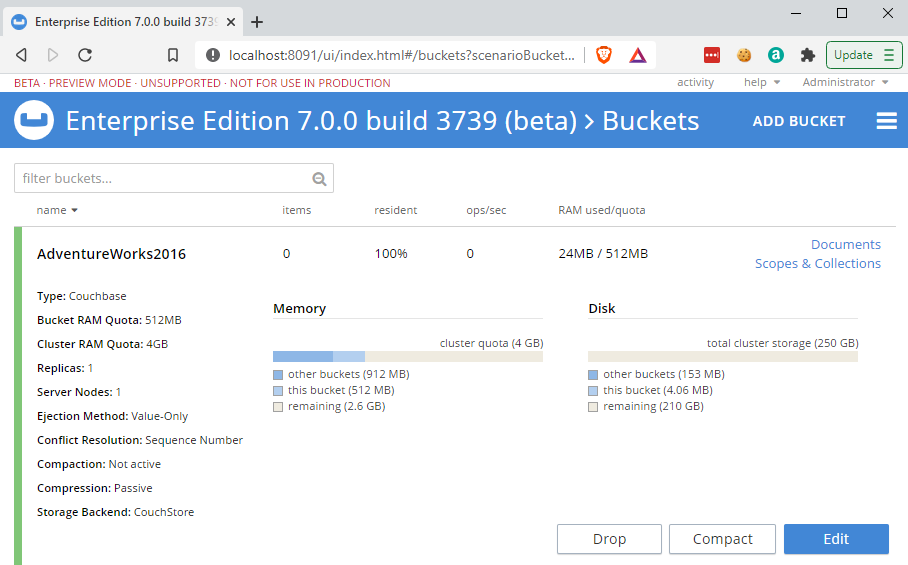 Enterprise Edition 7.0.0 build 3739
localhost:8091/ui/index.html#/buckets?scenarioBucket...
Update
BETA · PREVIEW MODE · UNSUPPORTED · NOT FOR USE IN PRODUCTION
activity
help
Administrator
Enterprise Edition 7.0.0 build 3739 (beta) > Buckets
ADD BUCKET
filter buckets...
name items resident ops/sec RAM used/quota
AdventureWorks2016 0 100% 0 24MB / 512MB
Documents
Scopes & Collections
Type: Couchbase
Bucket RAM Quota: 512MB
Cluster RAM Quota: 4GB
Replicas: 1
Server Nodes: 1
Ejection Method: Value-Only
Conflict Resolution: Sequence Number
Compaction: Not active
Compression: Passive
Storage Backend: CouchStore
Memory
cluster quota (4 GB)
other buckets (912 MB)
this bucket (512 MB)
remaining (2.6 GB)
Disk
total cluster storage (250 GB)
other buckets (153 MB)
this bucket (4.06 MB)
remaining (210 GB)
Drop
Compact
Edit